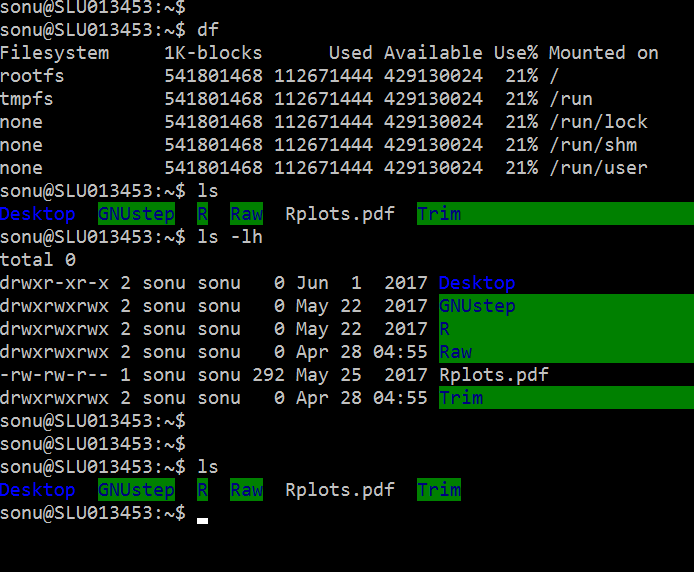 sonu@SLU013453:~$
sonu@SLU013453:~$ df
Filesystem     1K-blocks      Used Available Use% Mounted on
rootfs         541801468 112671444 429130024  21% /
tmpfs          541801468 112671444 429130024  21% /run
none           541801468 112671444 429130024  21% /run/lock
none           541801468 112671444 429130024  21% /run/shm
none           541801468 112671444 429130024  21% /run/user
sonu@SLU013453:~$ ls
Desktop  GNUstep  R  Raw  Rplots.pdf  Trim
sonu@SLU013453:~$ ls -lh
total 0
drwxr-xr-x 2 sonu sonu   0 Jun  1  2017 Desktop
drwxrwxrwx 2 sonu sonu   0 May 22  2017 GNUstep
drwxrwxrwx 2 sonu sonu   0 May 22  2017 R
drwxrwxrwx 2 sonu sonu   0 Apr 28 04:55 Raw
-rw-rw-r-- 1 sonu sonu 292 May 25  2017 Rplots.pdf
drwxrwxrwx 2 sonu sonu   0 Apr 28 04:55 Trim
sonu@SLU013453:~$
sonu@SLU013453:~$
sonu@SLU013453:~$ ls
Desktop  GNUstep  R  Raw  Rplots.pdf  Trim
sonu@SLU013453:~$